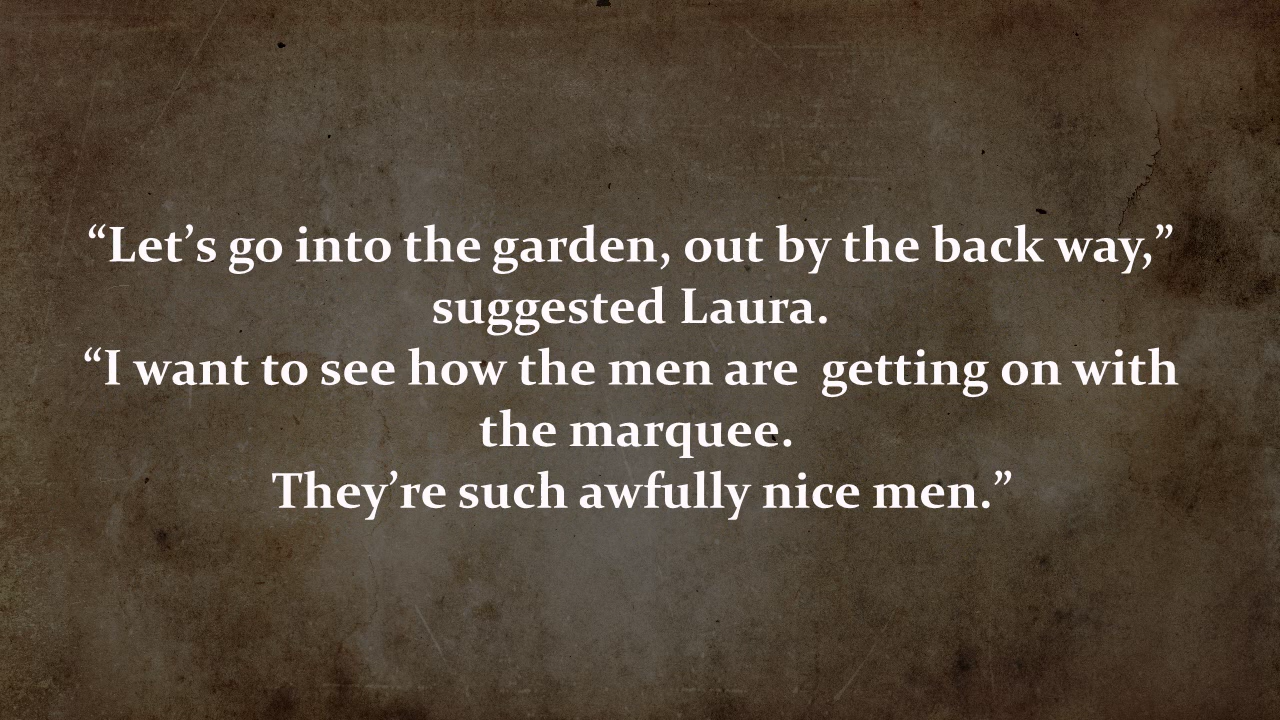 “Let’s go into the garden, out by the back way,”
suggested Laura.
“I want to see how the men are  getting on with
the marquee.
They’re such awfully nice men.”